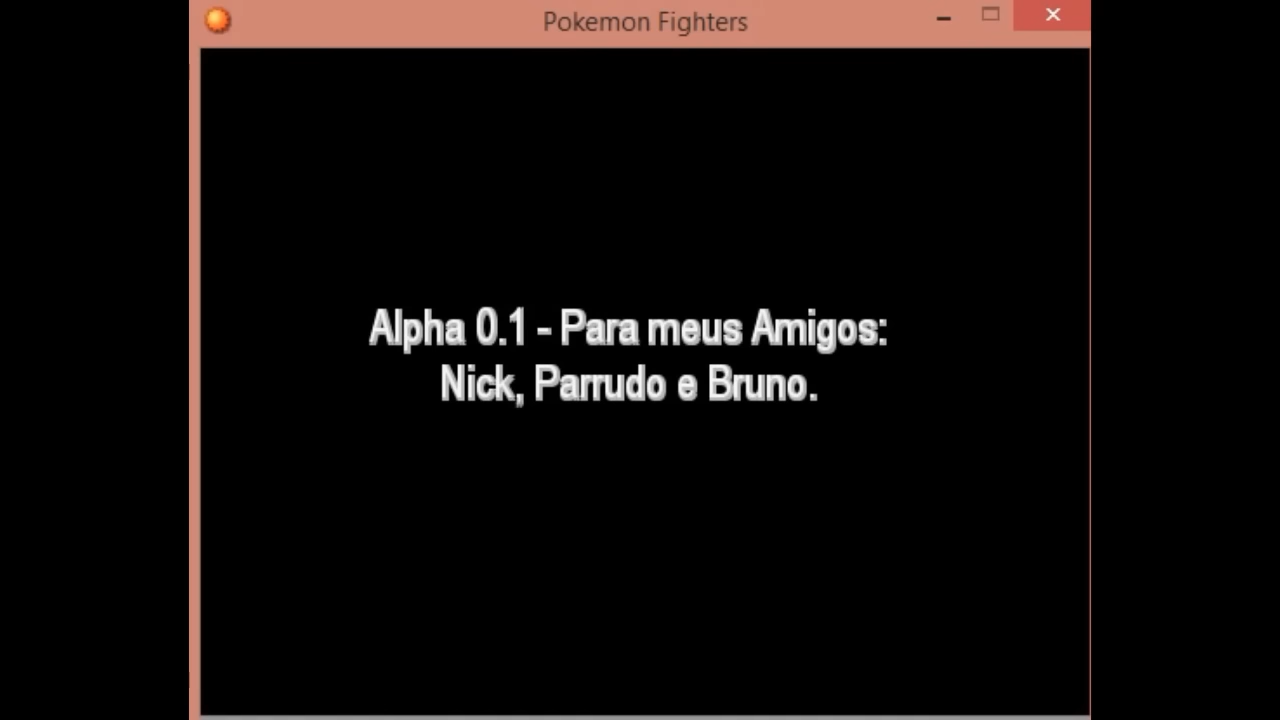 Pokemon Fighters
Alpha 0.1 - Para meus Amigos:
Nick, Parrudo e Bruno.